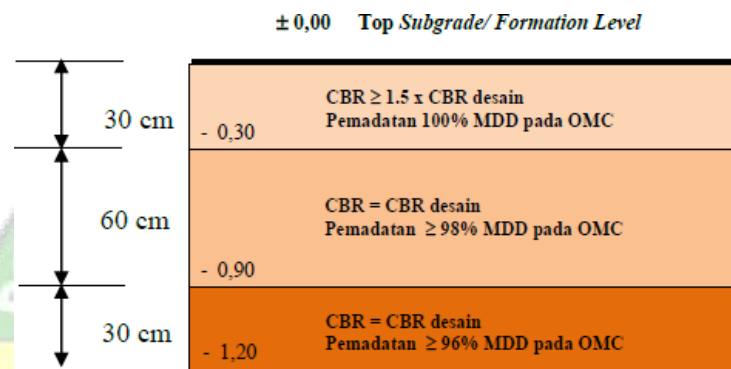 ± 0,00 Top Subgrade/ Formation Level
CBR ≥ 1.5 x CBR desain
Pemadatan 100% MDD pada OMC
30 cm
- 0,30
CBR = CBR desain
Pemadatan ≥ 98% MDD pada OMC
60 cm
- 0,90
CBR = CBR desain
Pemadatan ≥ 96% MDD pada OMC
30 cm
- 1,20